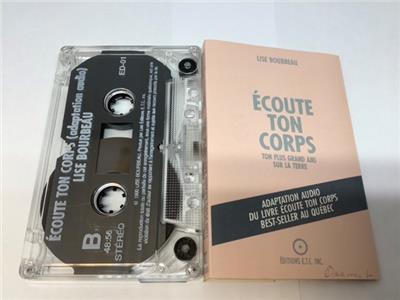 ÉCOUTE TON CORPS (adaptation audio)
LISE BOURBEAU
B
48:56
STÉRÉO
ED-01
LISE BOURBEAU
ÉCOUTE
TON
CORPS
TON PLUS GRAND AMI
SUR LA TERRE
ADAPTATION AUDIO
DU LIVRE ÉCOUTE TON CORPS
BEST-SELLER AU QUÉBEC
ÉDITIONS E.T.C. INC.